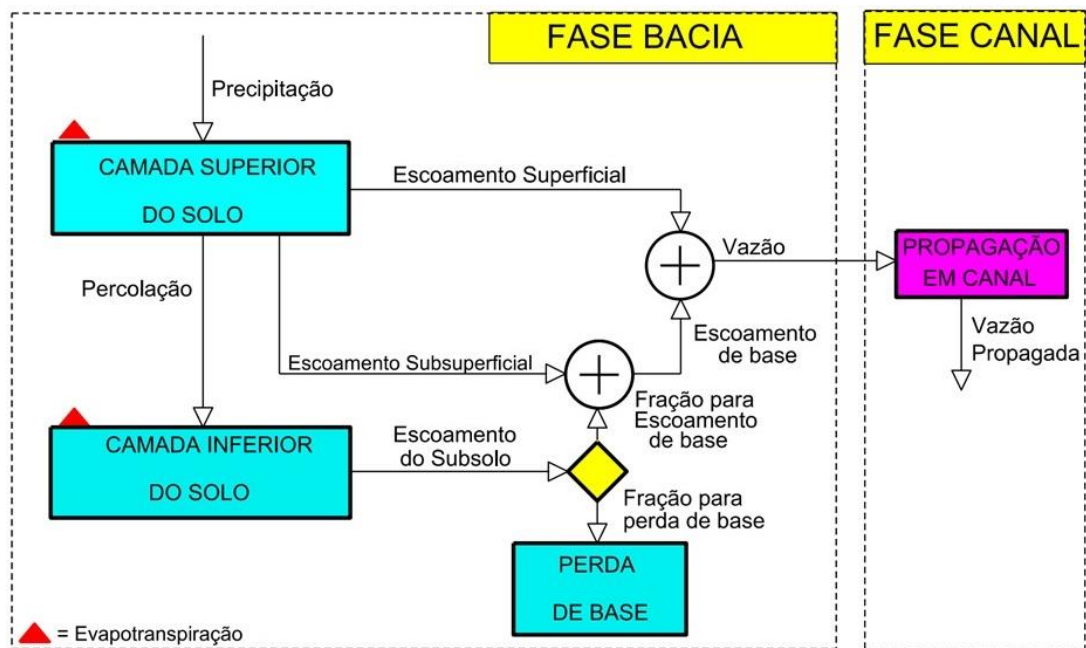 FASE BACIA
FASE CANAL
Precipitação
CAMADA SUPERIOR
DO SOLO
Escoamento Superficial
Vazão
PROPAGAÇÃO
EM CANAL
Percolação
Escoamento
de base
Vazão
Propagada
Escoamento Subsuperficial
Fração para
Escoamento
de base
CAMADA INFERIOR
DO SOLO
Escoamento
do Subsolo
Fração para
perda de base
PERDA
DE BASE
= Evapotranspiração